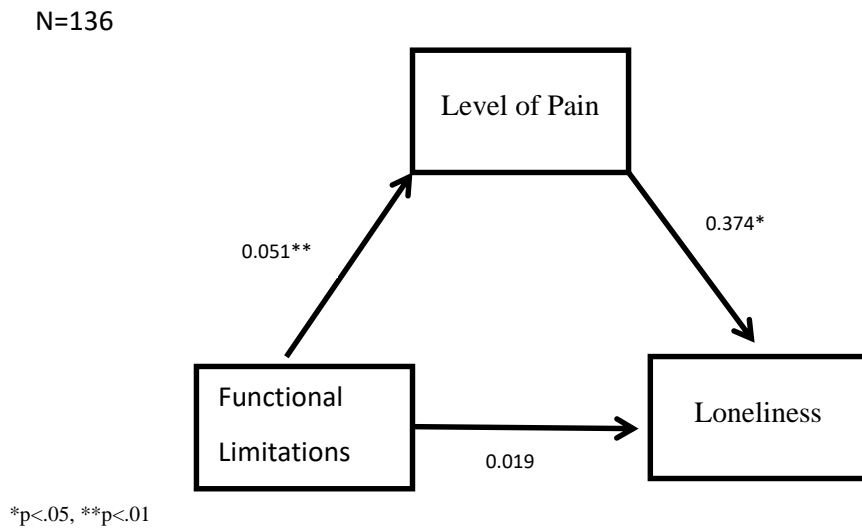 N=136
Level of Pain
0.051**
0.374*
Functional
Limitations
Loneliness
0.019
*p<.05, **p<.01